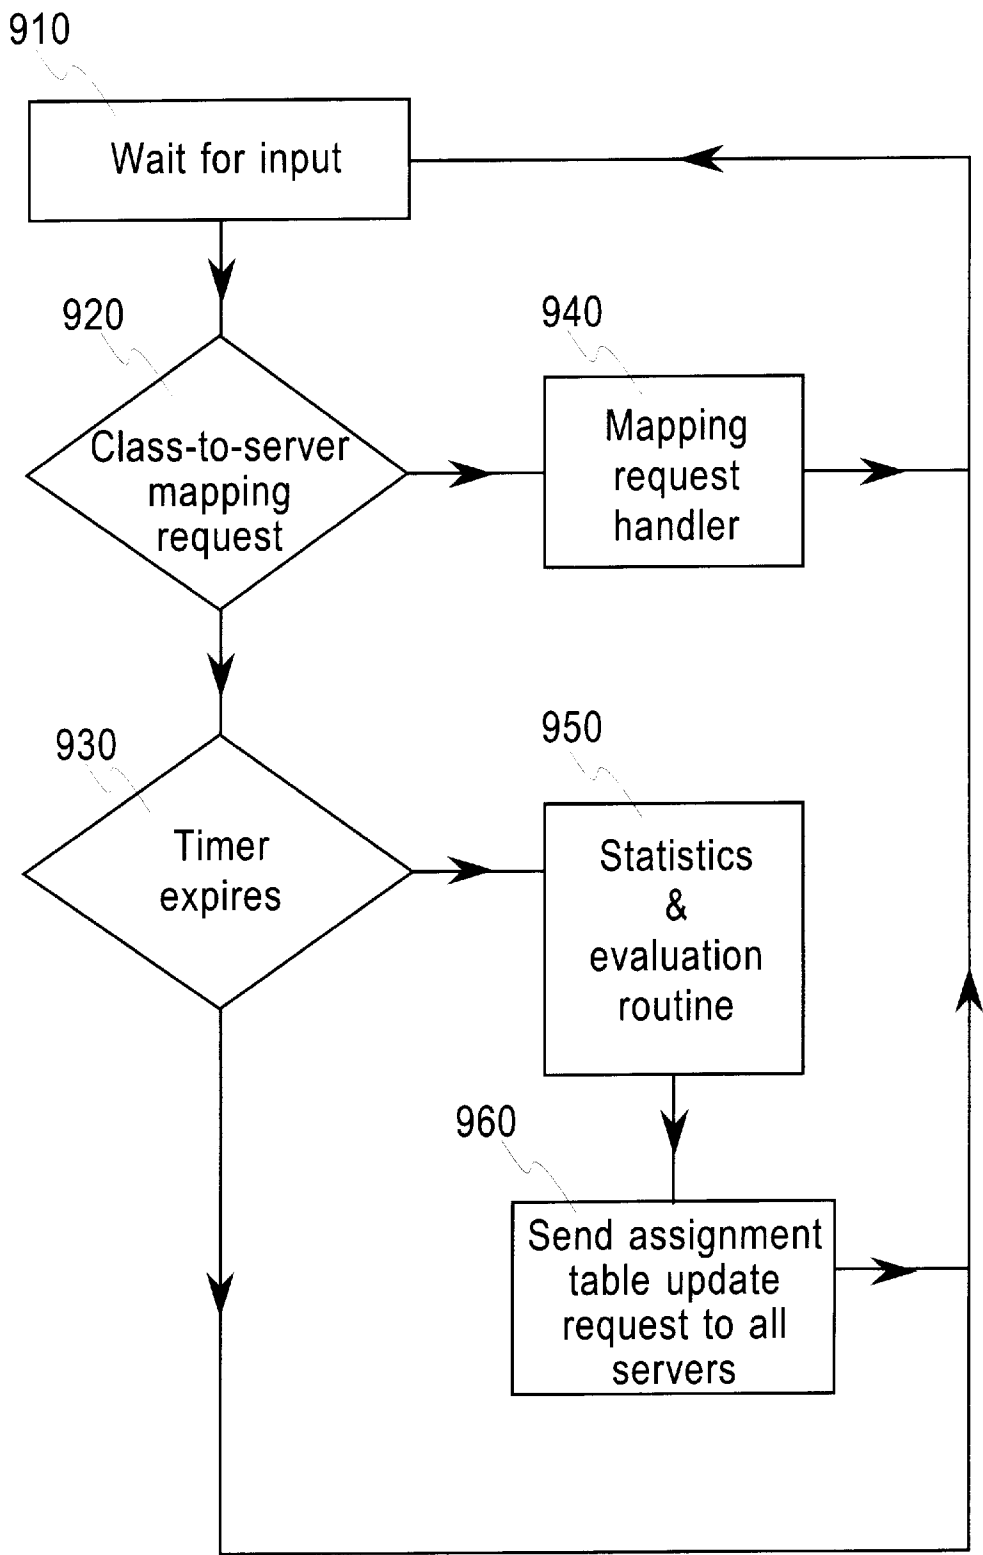 910
Wait for input
920
Class-to-server
mapping
request
940
Mapping
request
handler
930
Timer
expires
950
Statistics
&
evaluation
routine
960
Send assignment
table update
request to all
servers